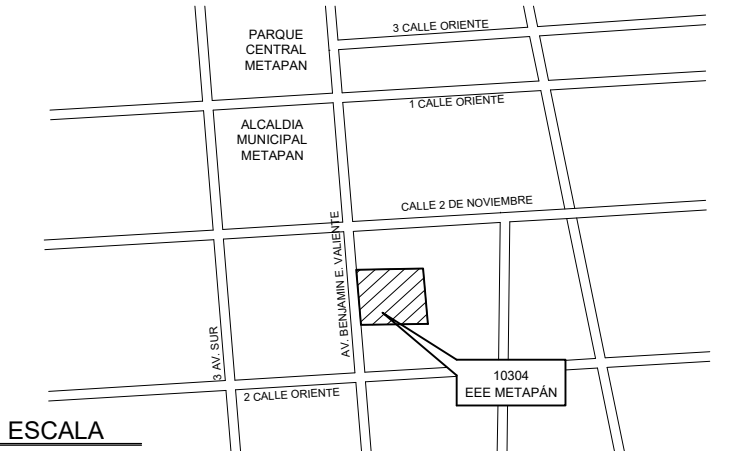 3 CALLE ORIENTE
PARQUE
CENTRAL
METAPAN
1 CALLE ORIENTE
ALCALDIA
MUNICIPAL
METAPAN
CALLE 2 DE NOVIEMBRE
AV. BENJAMIN E. VALIENTE
3 AV. SUR
10304
EEE METAPÁN
2 CALLE ORIENTE
ESCALA